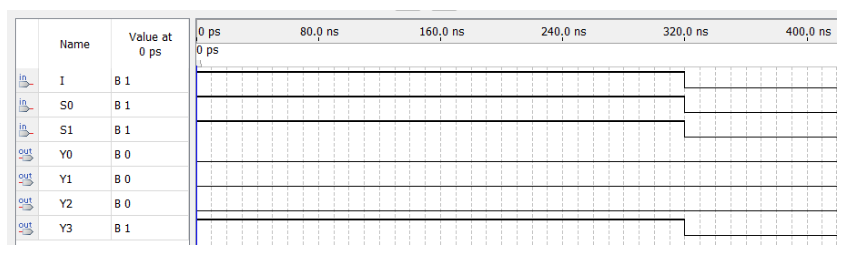 Name Value at 0 ps
0 ps 80.0 ns 160.0 ns 240.0 ns 320.0 ns 400.0 ns
0 ps
in I B 1
in S0 B 1
in S1 B 1
out Y0 B 0
out Y1 B 0
out Y2 B 0
out Y3 B 1